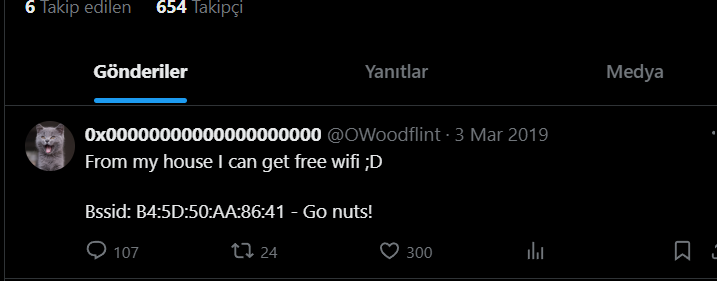 6 Takip edilen 654 Takipçi
Gönderiler Yanıtlar Medya
0x00000000000000000000 @OWoodflint · 3 Mar 2019
From my house I can get free wifi ;D
Bssid: B4:5D:50:AA:86:41 - Go nuts!
107 24 300